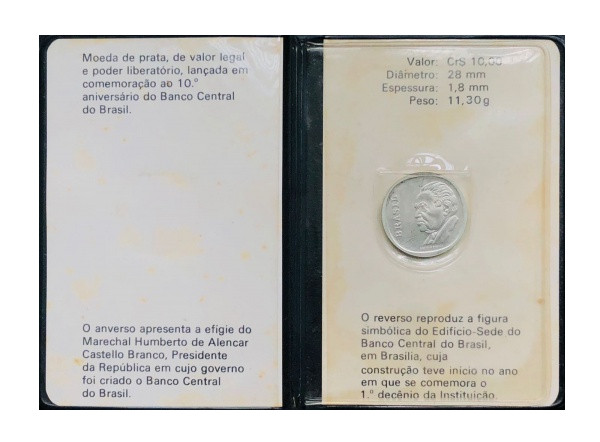 Moeda de prata, de valor legal
e poder liberatório, lançada em
comemoração ao 10.º
aniversário do Banco Central
do Brasil.
O anverso apresenta a efígie do
Marechal Humberto de Alencar
Castello Branco, Presidente
da República em cujo governo
foi criado o Banco Central
do Brasil.
Valor: Cr$ 10,00
Diâmetro: 28 mm
Espessura: 1,8 mm
Peso: 11,30g
BRASIL
O reverso reproduz a figura
simbólica do Edifício-Sede do
Banco Central do Brasil,
em Brasília, cuja
construção teve início no ano
em que se comemora o
1.º decênio da Instituição.